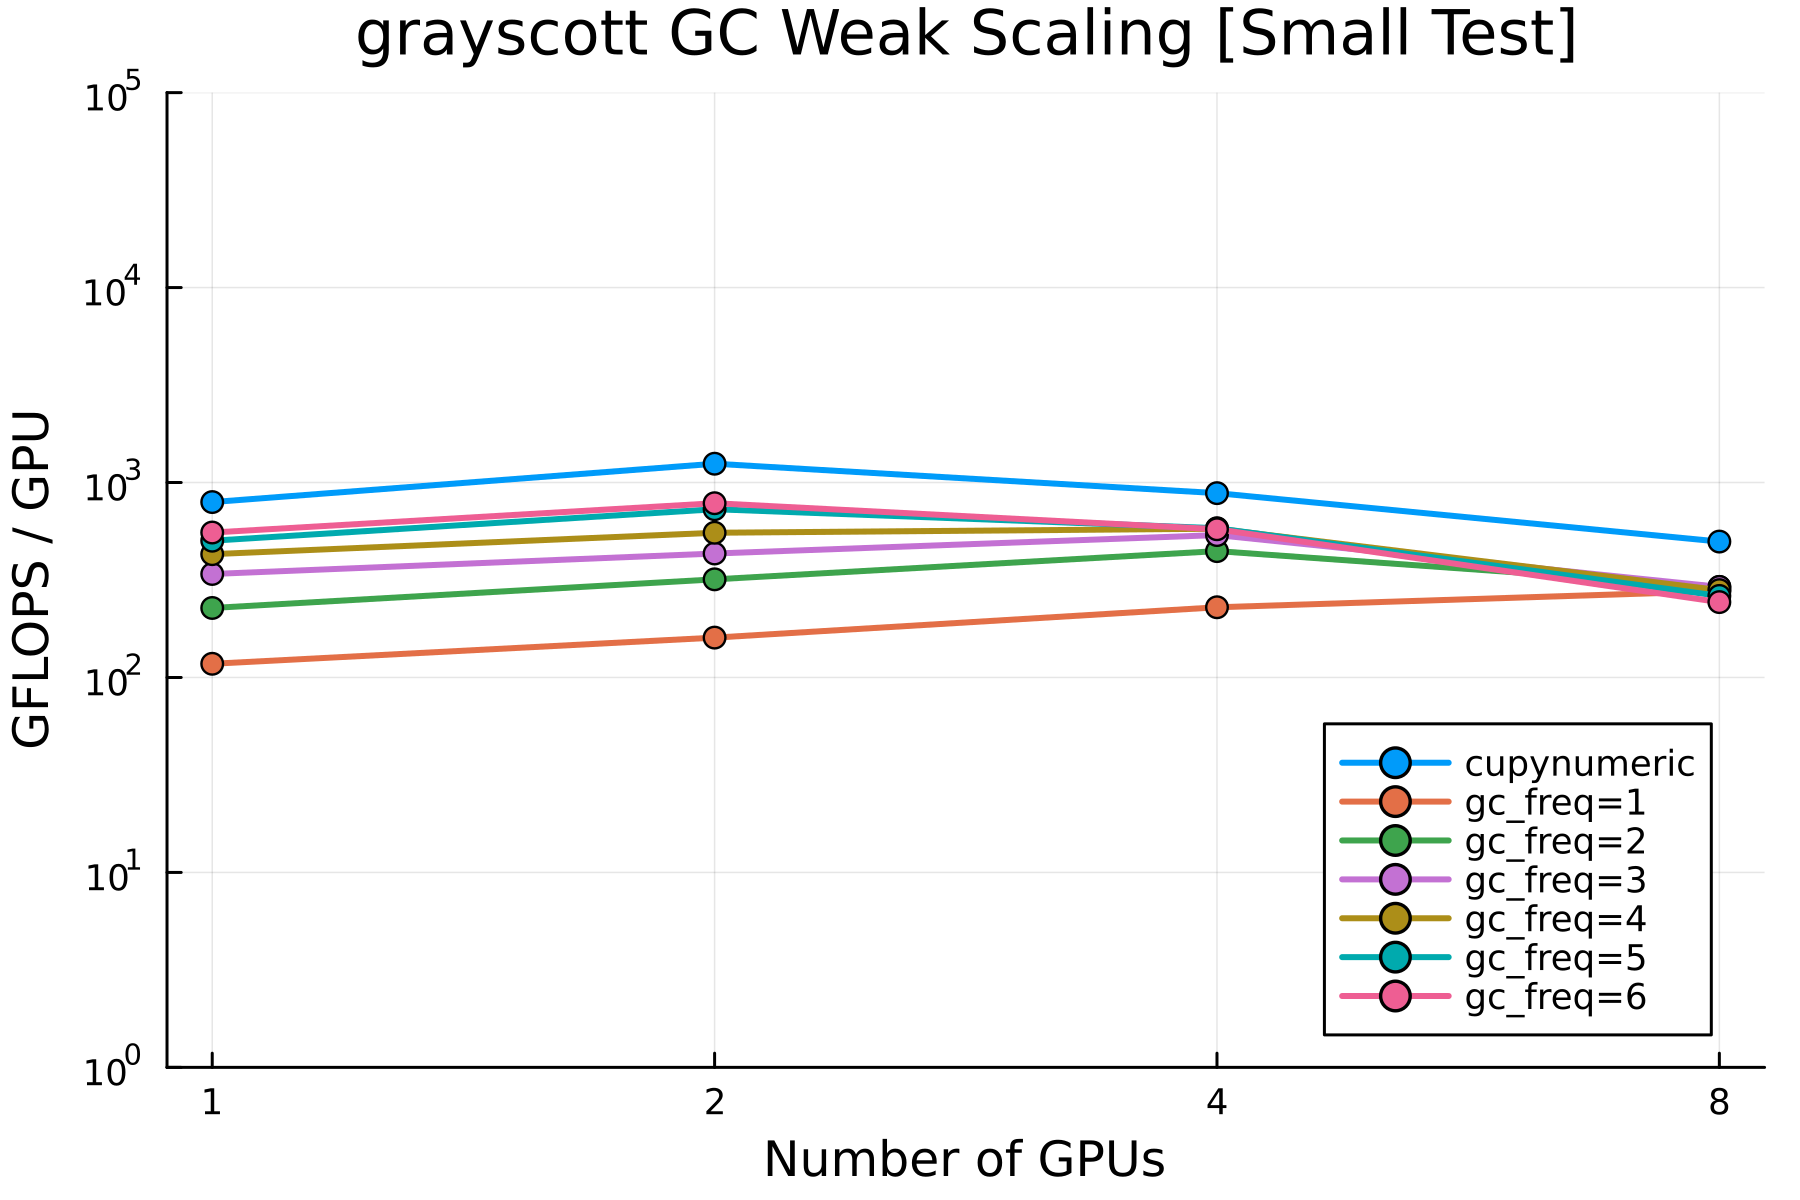 grayscott GC Weak Scaling [Small Test]
GFLOPS / GPU
10^5
10^4
10^3
10^2
10^1
10^0
cupynumeric
gc_freq=1
gc_freq=2
gc_freq=3
gc_freq=4
gc_freq=5
gc_freq=6
1 2 4 8
Number of GPUs